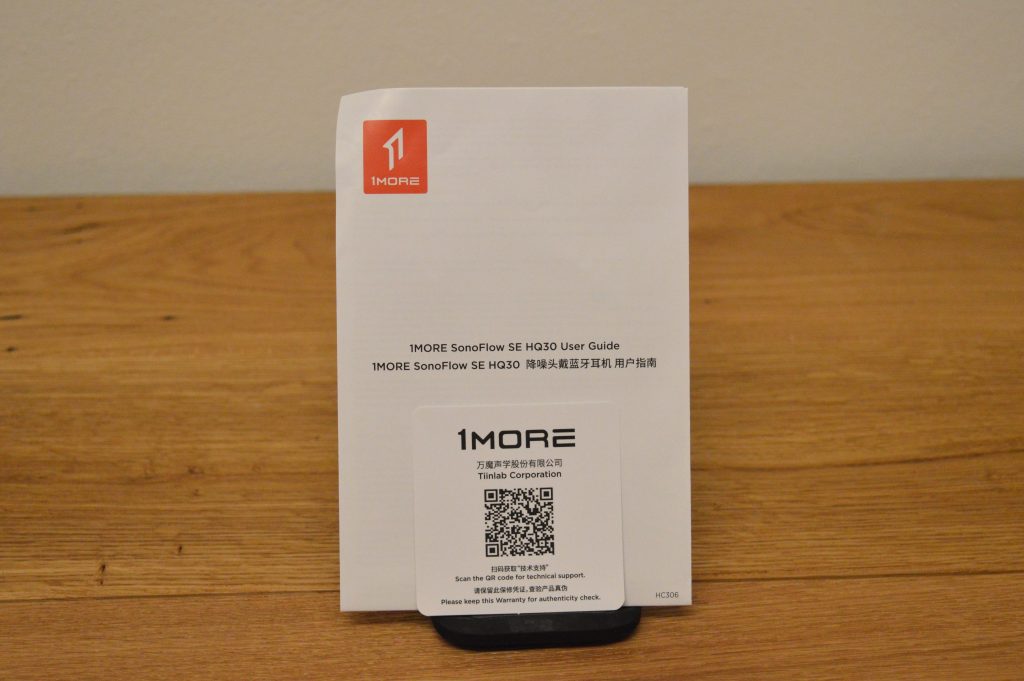 1MORE
1MORE SonoFlow SE HQ30 User Guide
1MORE SonoFlow SE HQ30 降噪头戴蓝牙耳机 用户指南
1MORE
万魔声学股份有限公司
Tiinlab Corporation
扫码获取"技术支持"
Scan the QR code for technical support.
请保留此保修凭证,查验产品真伪
Please keep this Warranty for authenticity check.
HC306